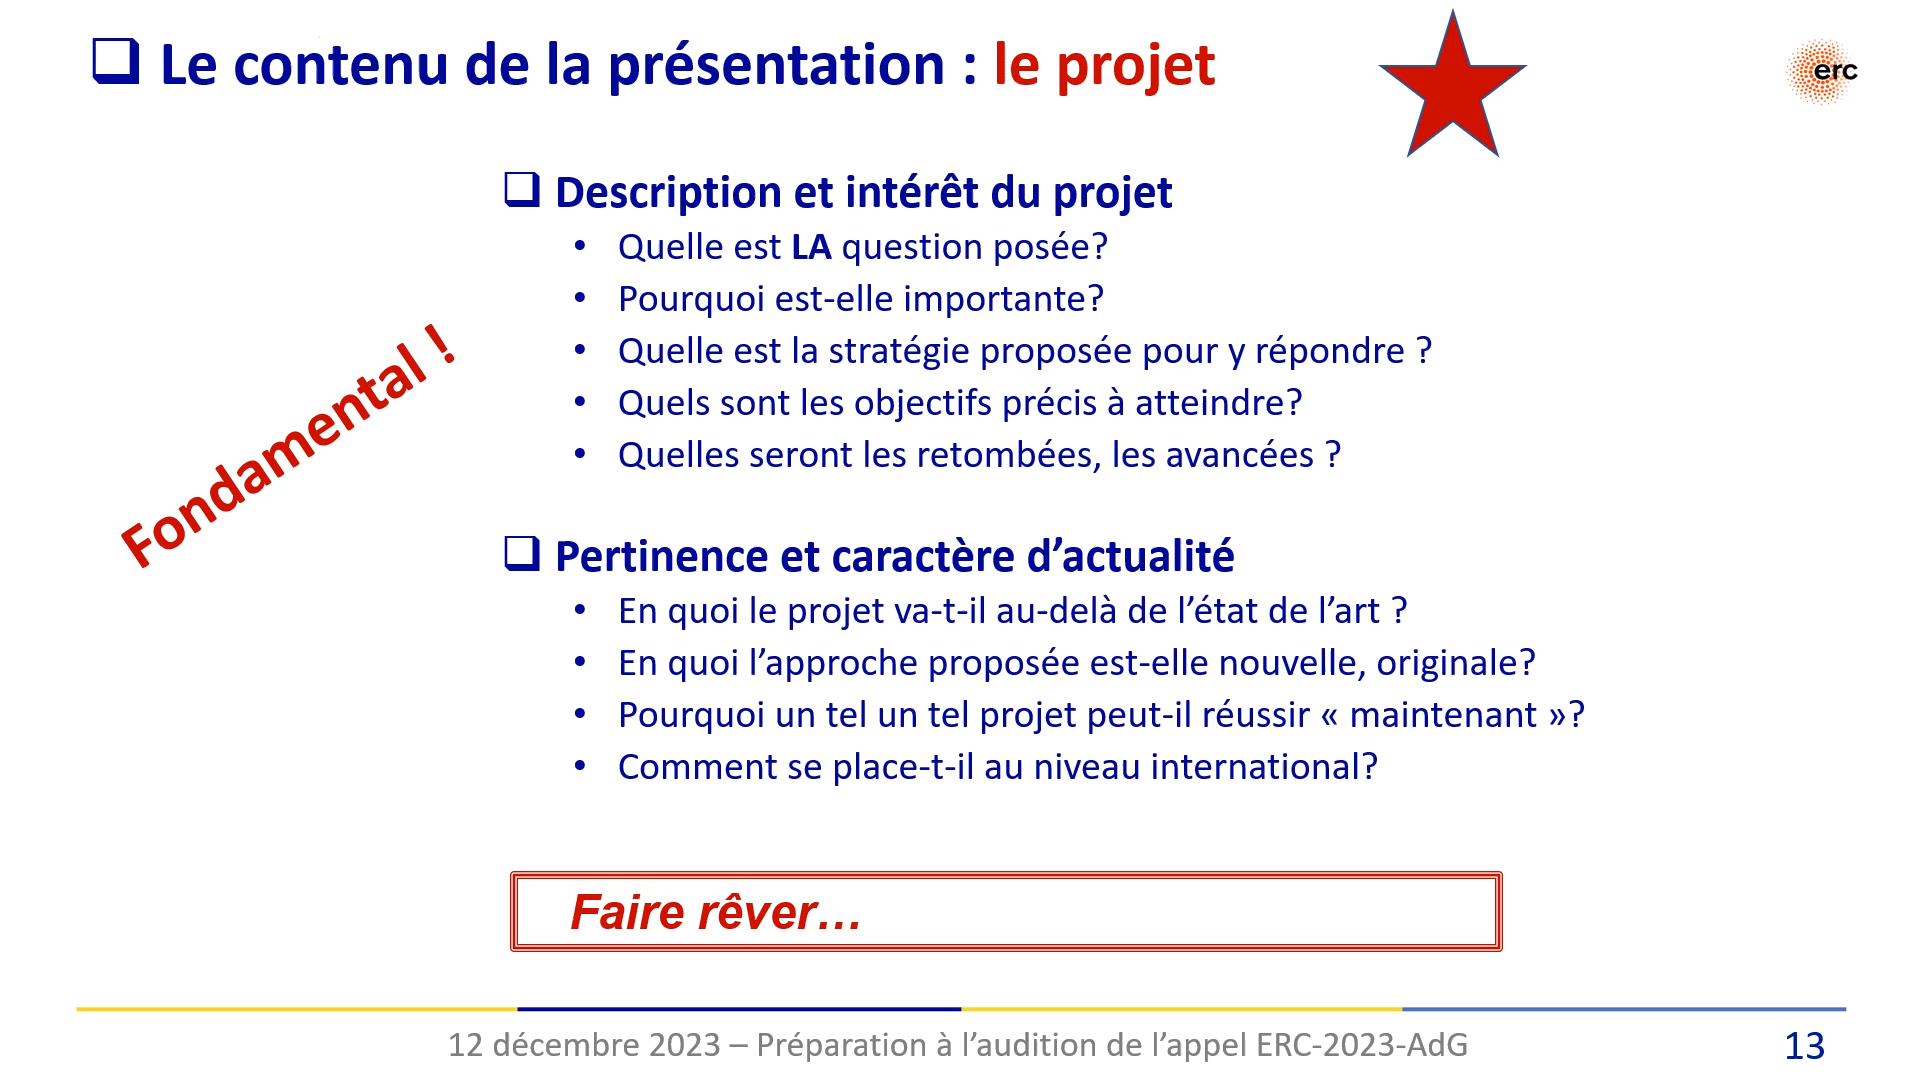 Le contenu de la présentation : le projet
erc
Description et intérêt du projet
• Quelle est LA question posée?
• Pourquoi est-elle importante?
• Quelle est la stratégie proposée pour y répondre ?
• Quels sont les objectifs précis à atteindre?
• Quelles seront les retombées, les avancées ?
Fondamental !
Pertinence et caractère d’actualité
• En quoi le projet va-t-il au-delà de l’état de l’art ?
• En quoi l’approche proposée est-elle nouvelle, originale?
• Pourquoi un tel un tel projet peut-il réussir « maintenant »?
• Comment se place-t-il au niveau international?
Faire rêver…
12 décembre 2023 – Préparation à l’audition de l’appel ERC-2023-AdG
13